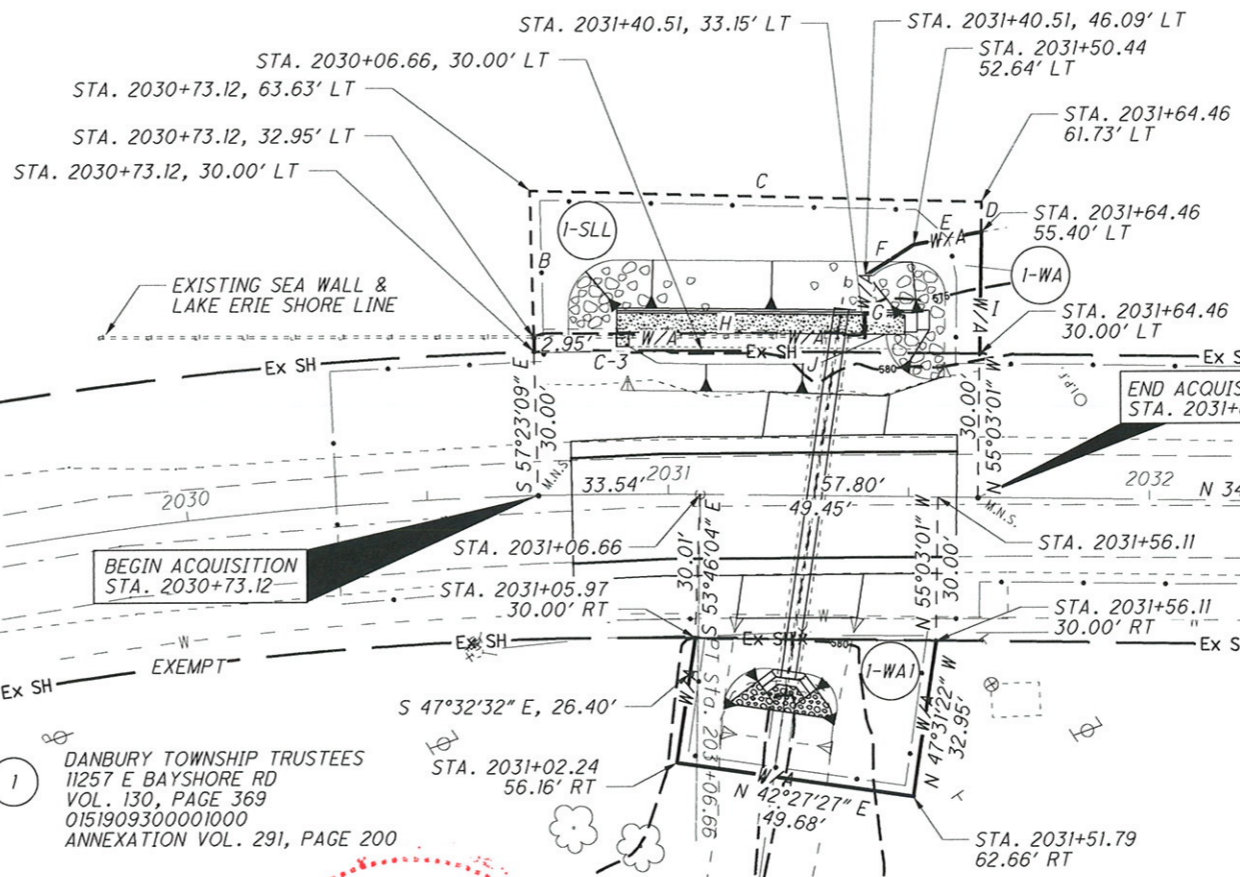 STA. 2031+40.51, 33.15' LT
STA. 2031+40.51, 46.09' LT
STA. 2031+50.44
52.64' LT
STA. 2030+06.66, 30.00' LT
STA. 2030+73.12, 63.63' LT
STA. 2031+64.46
61.73' LT
STA. 2030+73.12, 32.95' LT
STA. 2030+73.12, 30.00' LT
C
D
E
STA. 2031+64.46
55.40' LT
1-SLL
F
W/A
B
1-WA
EXISTING SEA WALL &
LAKE ERIE SHORE LINE
615
W
G
H
W/A
I
STA. 2031+64.46
30.00' LT
2.95'
W/A
W/A
Ex SH
C-3
Ex SH
J
580
Ex S
S 57°23'09" E
30.00'
30.00'
N 55°03'01" W
END ACQUIS
STA. 2031+
M.N.S.
2030
33.54'
2031
57.80'
49.45'
2032
N 34
M.N.S.
BEGIN ACQUISITION
STA. 2030+73.12
STA. 2031+06.66
STA. 2031+56.11
30.01'
S 53°46'04" E
N 55°03'01" W
30.00'
STA. 2031+05.97
30.00' RT
STA. 2031+56.11
30.00' RT
W
W
Ex SH
Ex SH
580
Ex S
EXEMPT
Ex SH
1-WA1
W
SPT Sta. 203+06.66
S 47°32'32" E, 26.40'
W/A
N 47°31'22" W
32.95'
STA. 2031+02.24
56.16' RT
W/A
N 42°27'27" E
49.68'
1
DANBURY TOWNSHIP TRUSTEES
11257 E BAYSHORE RD
VOL. 130, PAGE 369
0151909300001000
ANNEXATION VOL. 291, PAGE 200
STA. 2031+51.79
62.66' RT